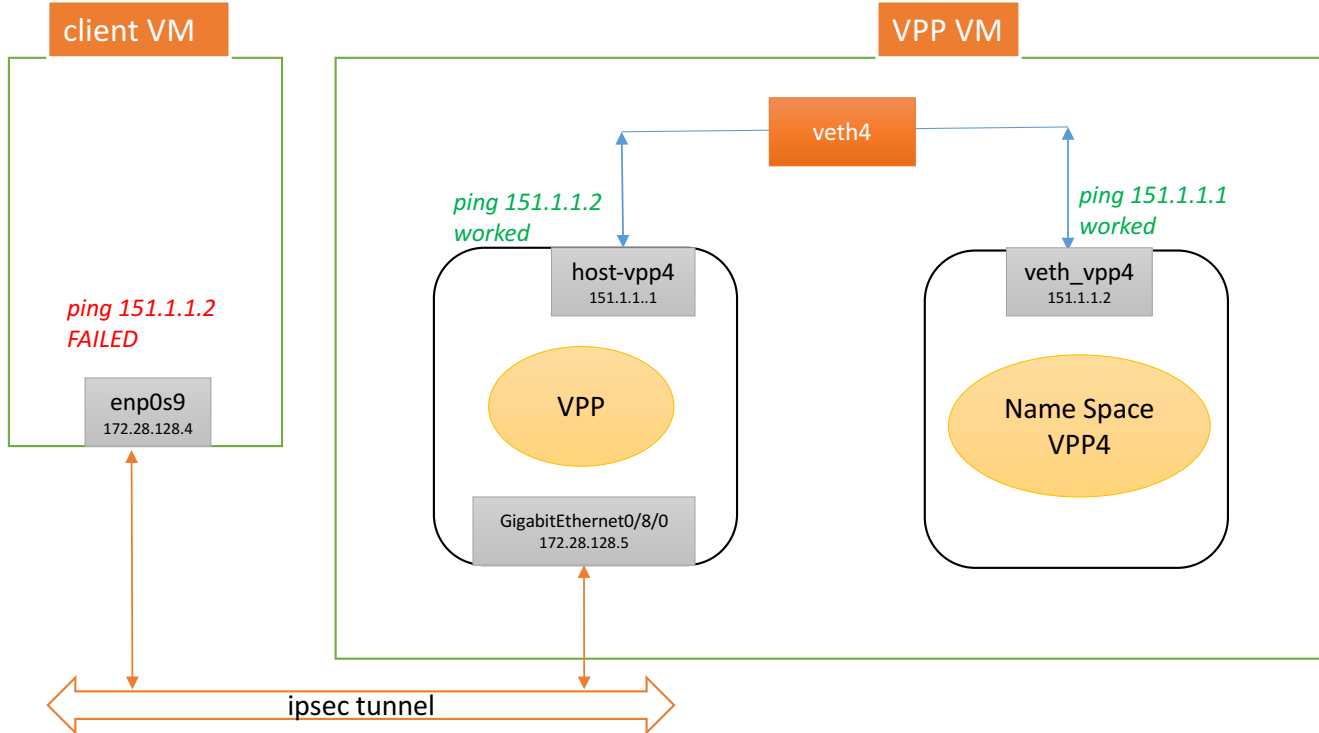 client VM
VPP VM
veth4
ping 151.1.1.2
worked
ping 151.1.1.1
worked
host-vpp4
151.1.1..1
veth_vpp4
151.1.1.2
ping 151.1.1.2
FAILED
enp0s9
172.28.128.4
VPP
Name Space
VPP4
GigabitEthernet0/8/0
172.28.128.5
ipsec tunnel